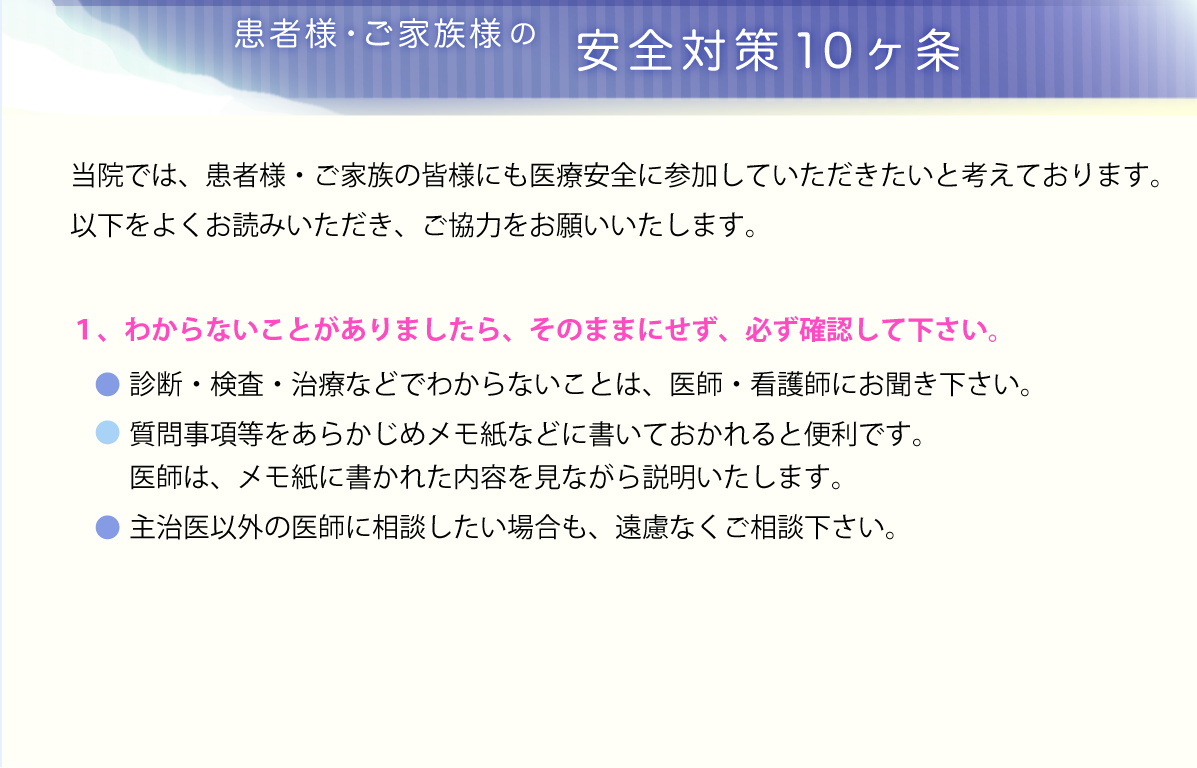 患者様・ご家族様の 安全対策10ヶ条
当院では、患者様・ご家族の皆様にも医療安全に参加していただきたいと考えております。
以下をよくお読みいただき、ご協力をお願いいたします。
１、わからないことがありましたら、そのままにせず、必ず確認して下さい。
● 診断・検査・治療などでわからないことは、医師・看護師にお聞き下さい。
● 質問事項等をあらかじめメモ紙などに書いておかれると便利です。
医師は、メモ紙に書かれた内容を見ながら説明いたします。
● 主治医以外の医師に相談したい場合も、遠慮なくご相談下さい。